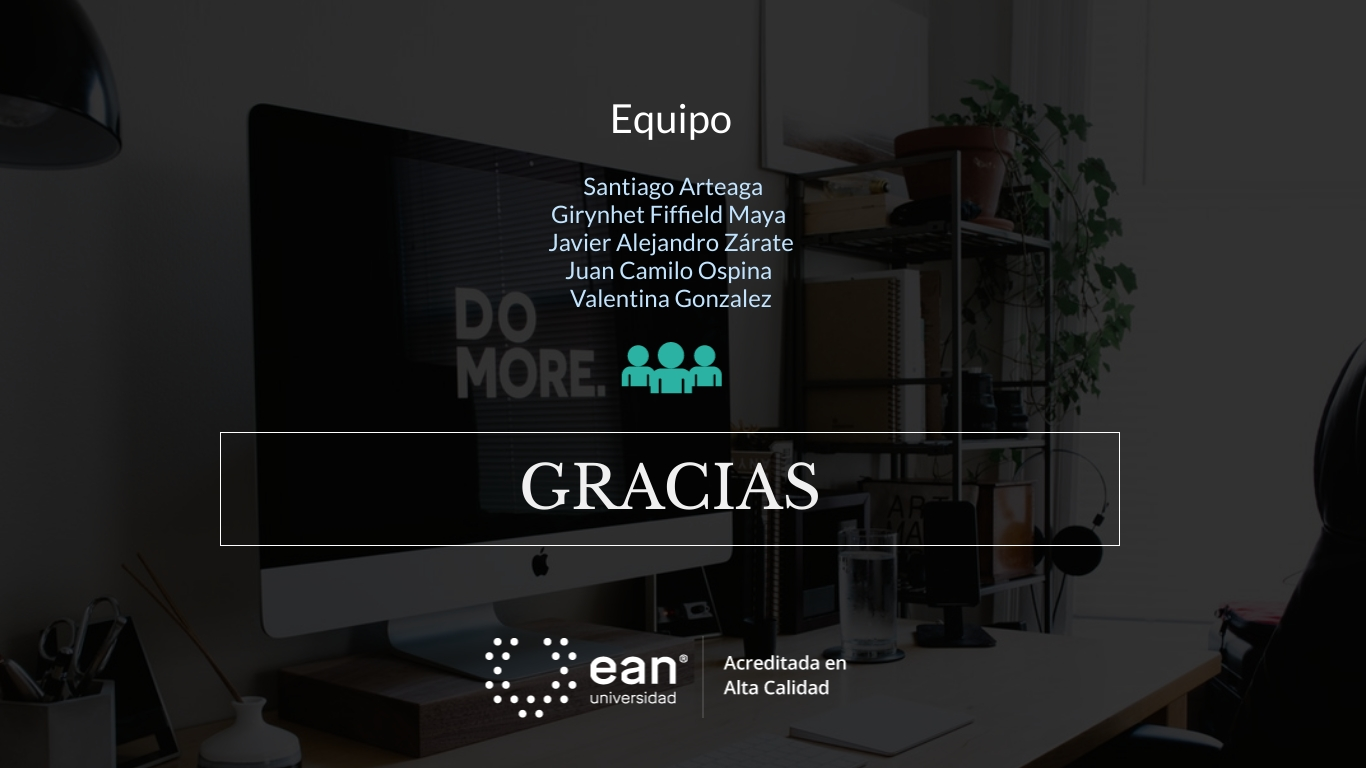 Equipo
Santiago Arteaga
Girynhet Fiffield Maya
Javier Alejandro Zárate
Juan Camilo Ospina
Valentina Gonzalez
DO
MORE.
GRACIAS
ean®
universidad
Acreditada en
Alta Calidad